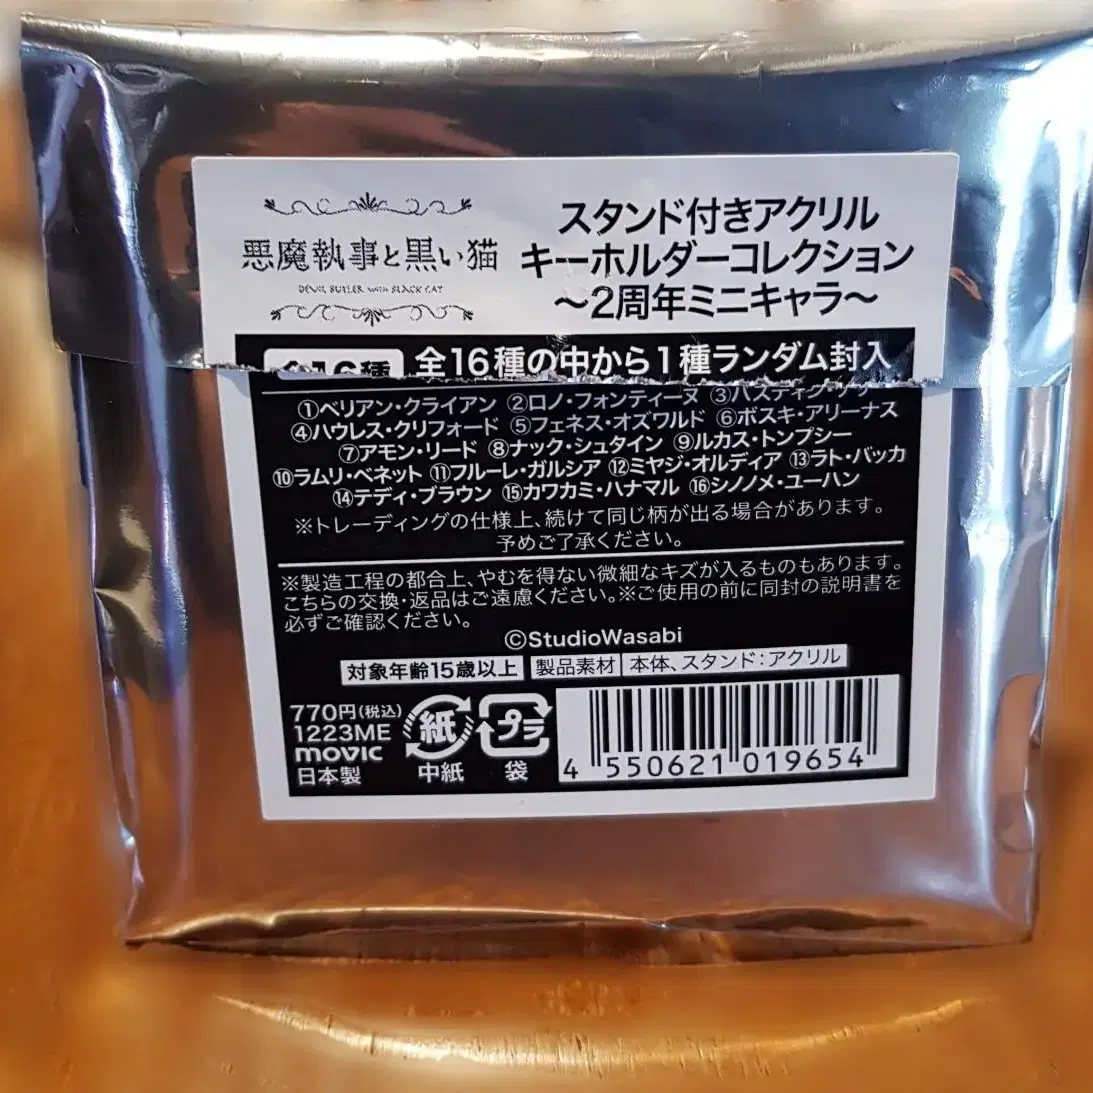 悪魔執事と黒い猫
DEVIL BUTLER with BLACK CAT
スタンド付きアクリル
キーホルダーコレクション
〜2周年ミニキャラ〜
全16種
全16種の中から1種ランダム封入
①ベリアン・クライアン ②ロノ・フォンティーヌ ③バスティン・
④ハウレス・クリフォード ⑤フェネス・オズワルド ⑥ボスキ・アリーナス
⑦アモン・リード ⑧ナック・シュタイン ⑨ルカス・トンプシー
⑩ラムリ・ベネット ⑪フルーレ・ガルシア ⑫ミヤジ・オルディア ⑬ラト・バッカ
⑭テディ・ブラウン ⑮カワカミ・ハナマル ⑯シノノメ・ユーハン
※トレーディングの仕様上、続けて同じ柄が出る場合があります。
予めご了承ください。
※製造工程の都合上、やむを得ない微細なキズが入るものもあります。
こちらの交換・返品はご遠慮ください。※ご使用の前に同封の説明書を
必ずご確認ください。
©StudioWasabi
対象年齢15歳以上 製品素材 本体、スタンド：アクリル
770円(税込)
1223ME
movic
日本製
紙
中紙
プラ
袋
4 550621 019654